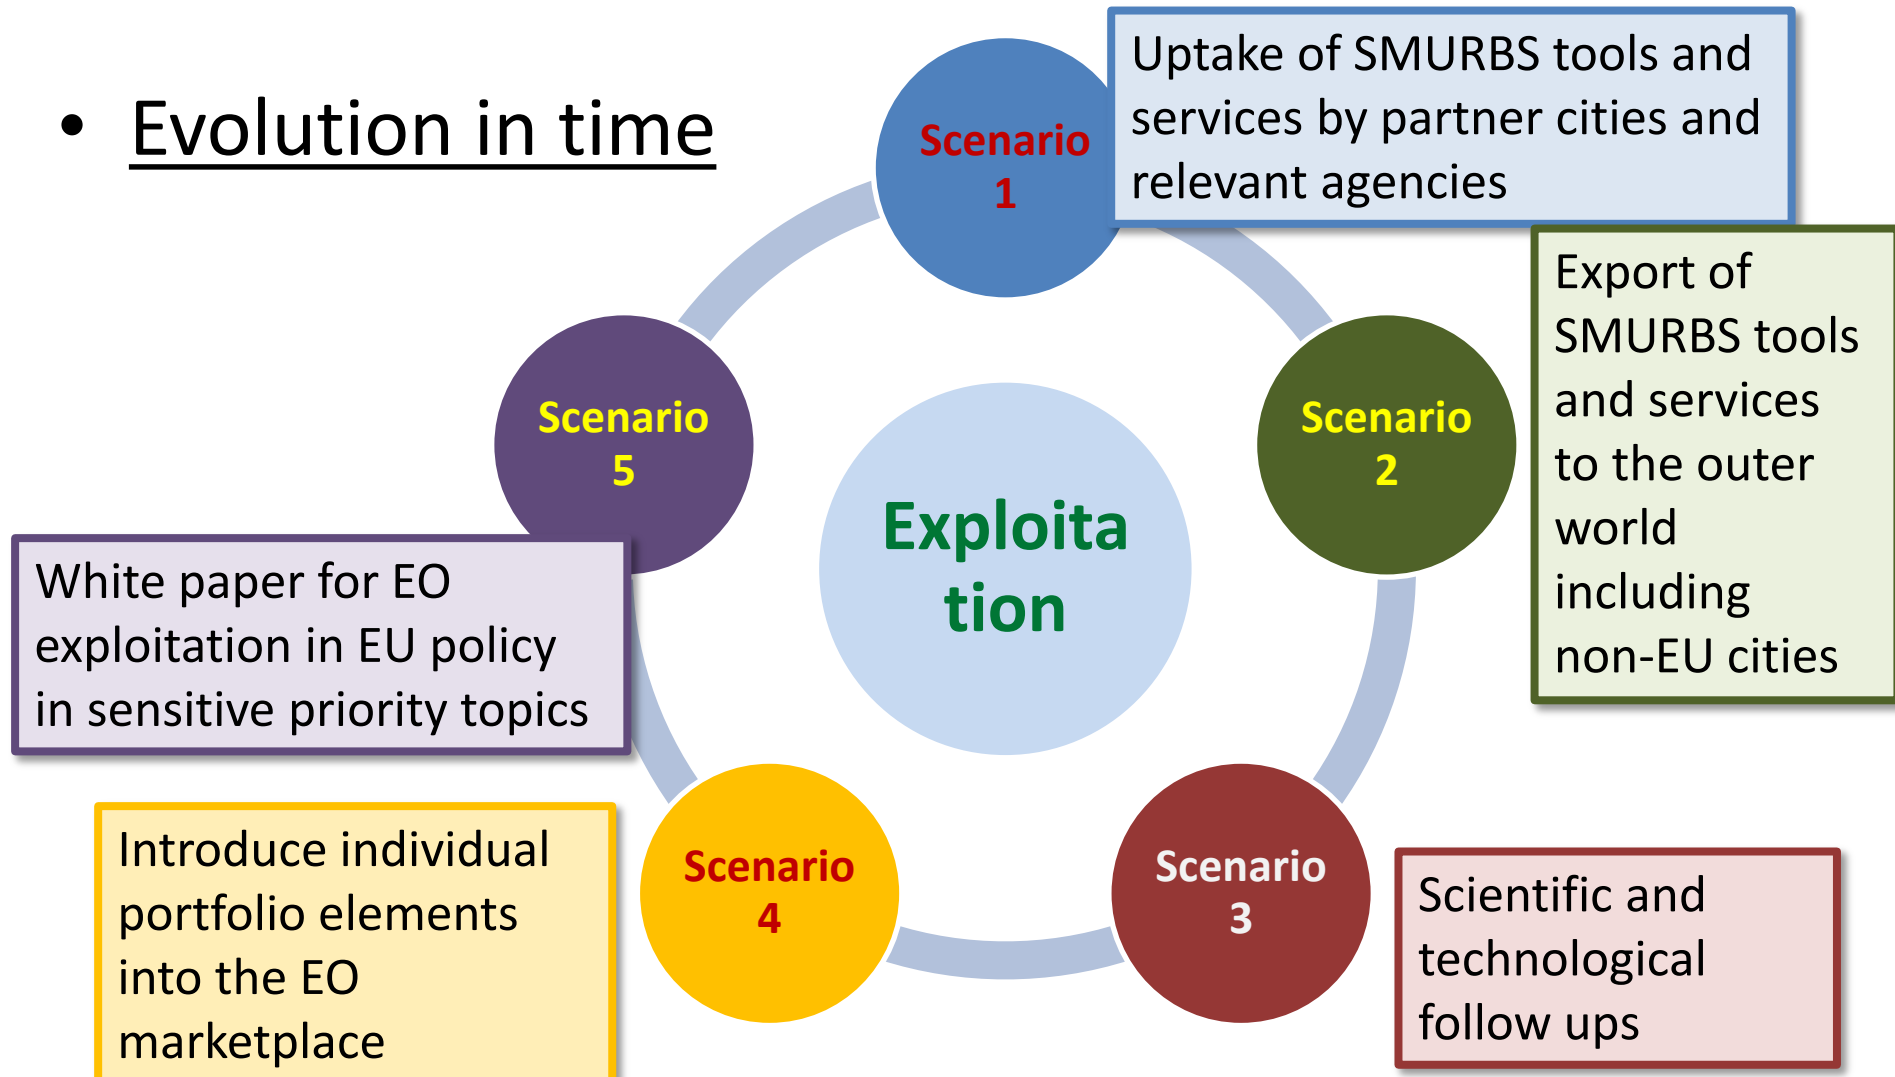 • Evolution in time
Scenario
1
Uptake of SMURBS tools and
services by partner cities and
relevant agencies
Scenario
2
Export of
SMURBS tools
and services
to the outer
world
including
non-EU cities
Scenario
3
Scientific and
technological
follow ups
Scenario
4
Introduce individual
portfolio elements
into the EO
marketplace
Scenario
5
White paper for EO
exploitation in EU policy
in sensitive priority topics
Exploita
tion